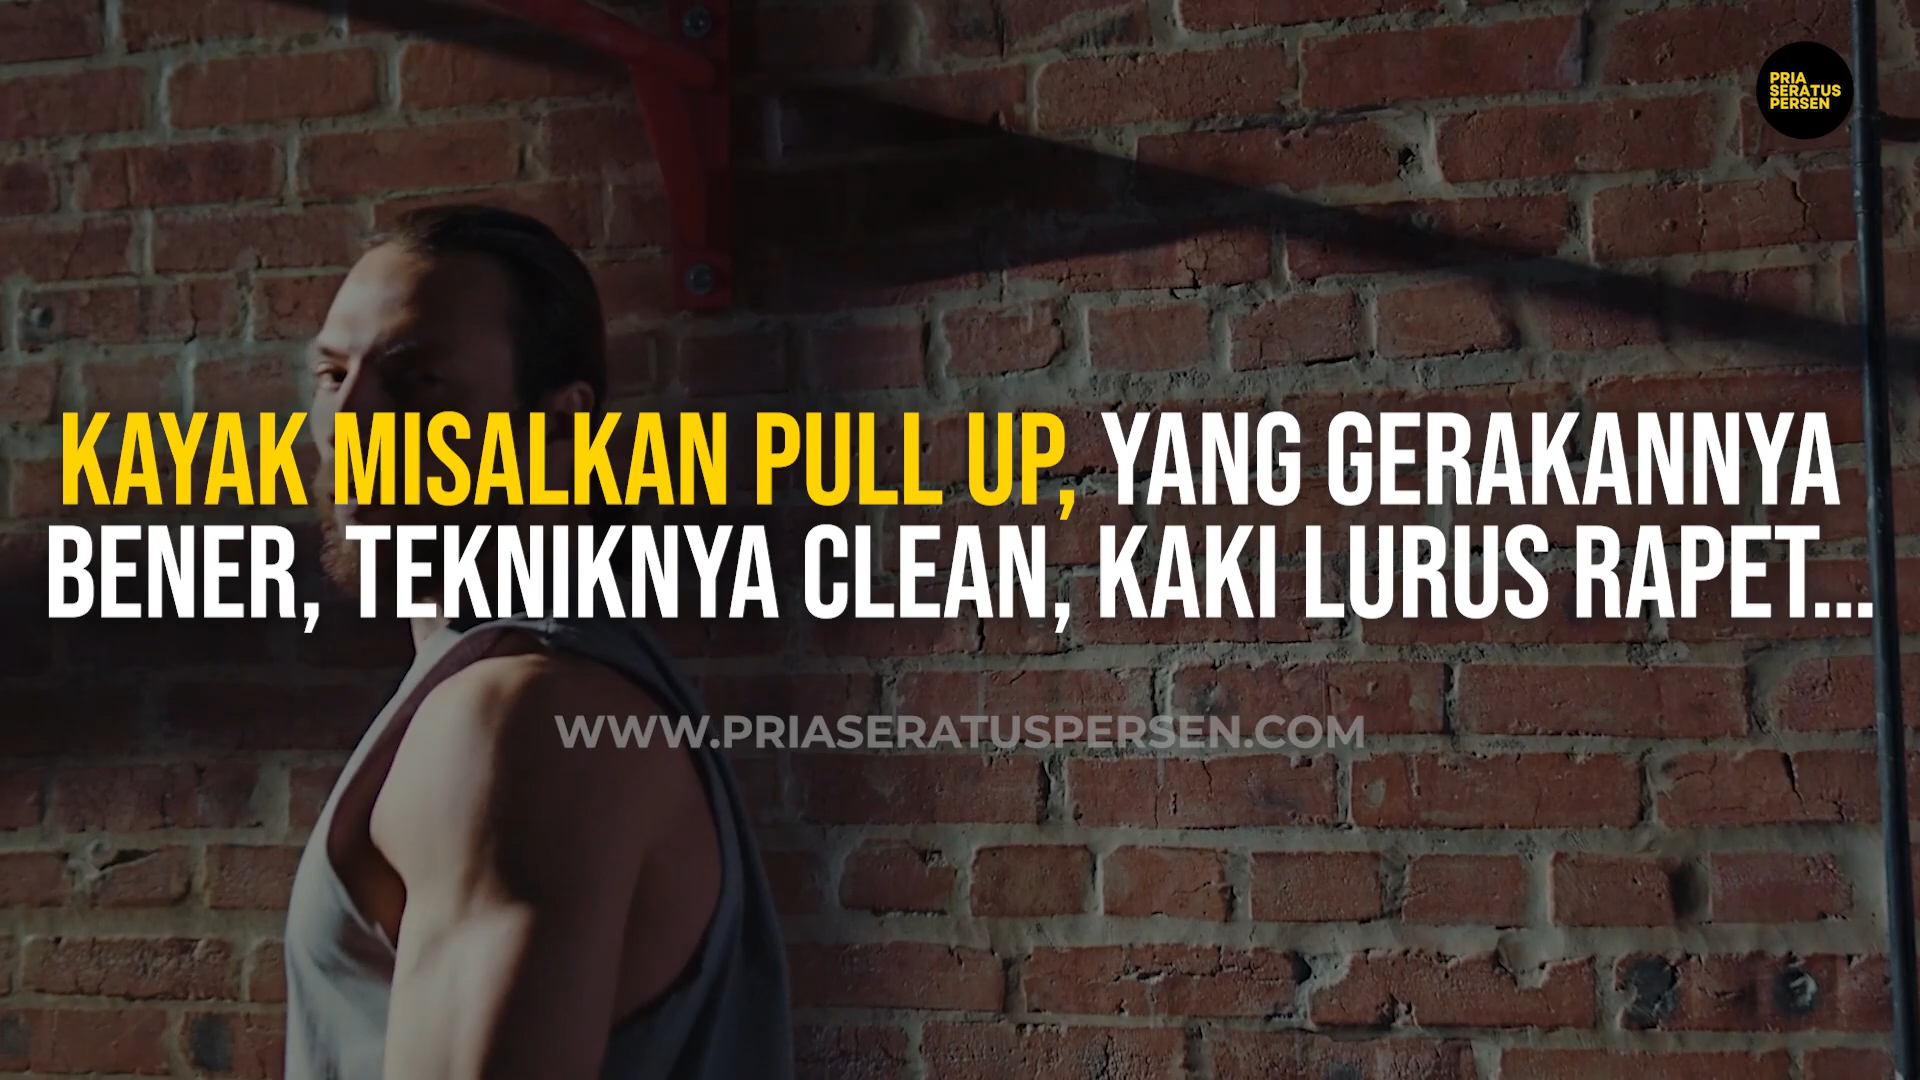 PRIA
SERATUS
PERSEN
KAYAK MISALKAN PULL UP, YANG GERAKANNYA
BENER, TEKNIKNYA CLEAN, KAKI LURUS RAPET...
WWW.PRIASERATUSPERSEN.COM